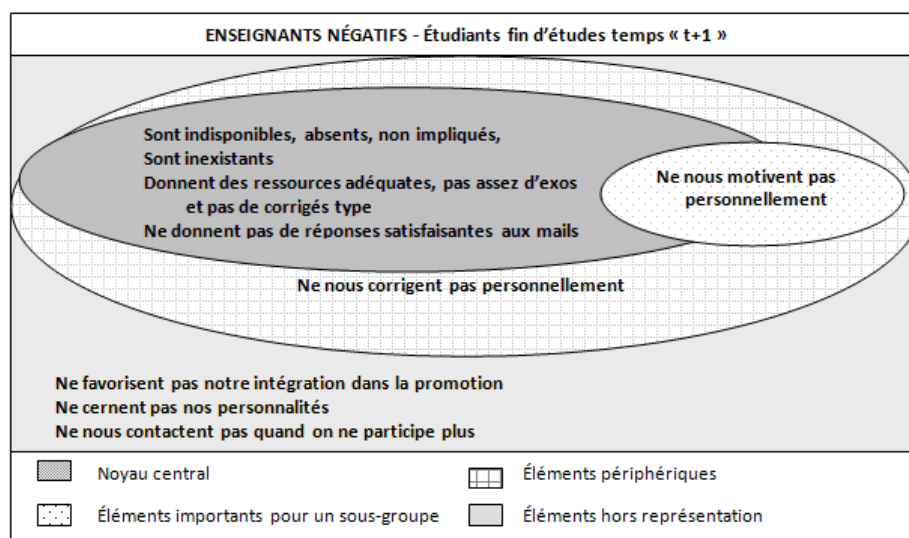 ENSEIGNANTS NÉGATIFS - Étudiants fin d'études temps « t+1 »
Sont indisponibles, absents, non impliqués,
Sont inexistants
Donnent des ressources adéquates, pas assez d'exos
et pas de corrigés type
Ne donnent pas de réponses satisfaisantes aux mails
Ne nous motivent pas
personnellement
Ne nous corrigent pas personnellement
Ne favorisent pas notre intégration dans la promotion
Ne cernent pas nos personnalités
Ne nous contactent pas quand on ne participe plus
Noyau central
Éléments périphériques
Éléments importants pour un sous-groupe
Éléments hors représentation